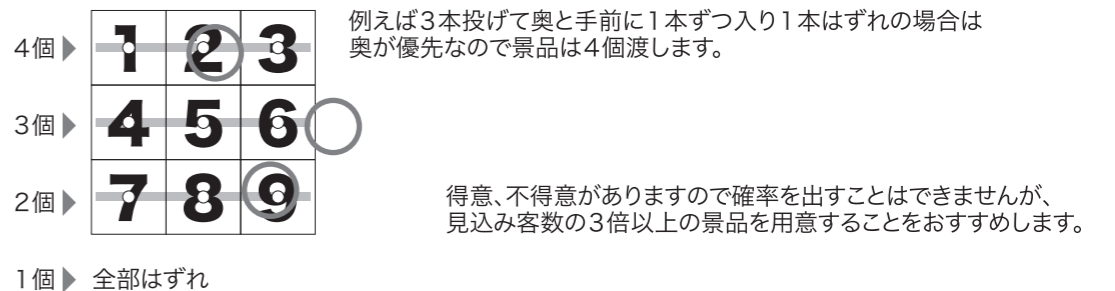 例えば3本投げて奥と手前に1本ずつ入り1本はずれの場合は
奥が優先なので景品は4個渡します。
4個 1 2 3
3個 4 5 6
2個 7 8 9
得意、不得意がありますので確率を出すことはできませんが、
見込み客数の3倍以上の景品を用意することをおすすめします。
1個 全部はずれ